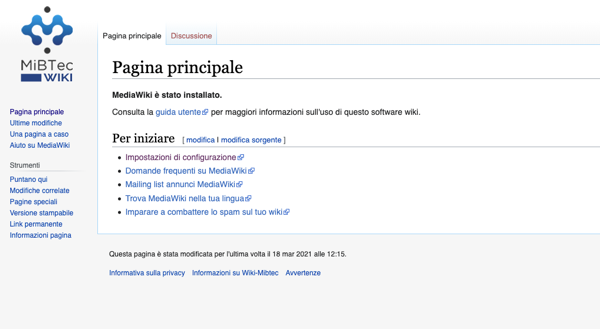 MiBTec
WIKI
Pagina principale
Ultime modifiche
Una pagina a caso
Aiuto su MediaWiki
Strumenti
Puntano qui
Modifiche correlate
Pagine speciali
Versione stampabile
Link permanente
Informazioni pagina
Pagina principale Discussione
Pagina principale
MediaWiki è stato installato.
Consulta la guida utente per maggiori informazioni sull'uso di questo software wiki.
Per iniziare [ modifica | modifica sorgente ]
• Impostazioni di configurazione
• Domande frequenti su MediaWiki
• Mailing list annunci MediaWiki
• Trova MediaWiki nella tua lingua
• Imparare a combattere lo spam sul tuo wiki
Questa pagina è stata modificata per l'ultima volta il 18 mar 2021 alle 12:15.
Informativa sulla privacy Informazioni su Wiki-Mibtec Avvertenze